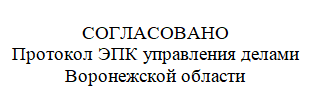 СОГЛАСОВАНО
Протокол ЭПК управления делами
Воронежской области